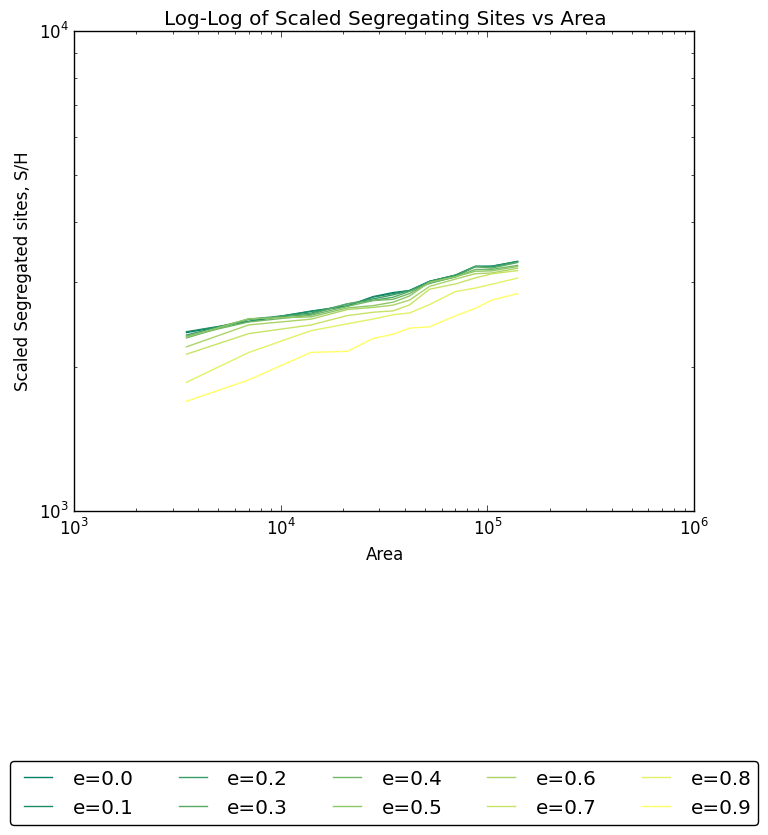 Log-Log of Scaled Segregating Sites vs Area
Scaled Segregated sites, S/H
10^4
10^3
10^3 10^4 10^5 10^6
Area
e=0.0 e=0.2 e=0.4 e=0.6 e=0.8
e=0.1 e=0.3 e=0.5 e=0.7 e=0.9